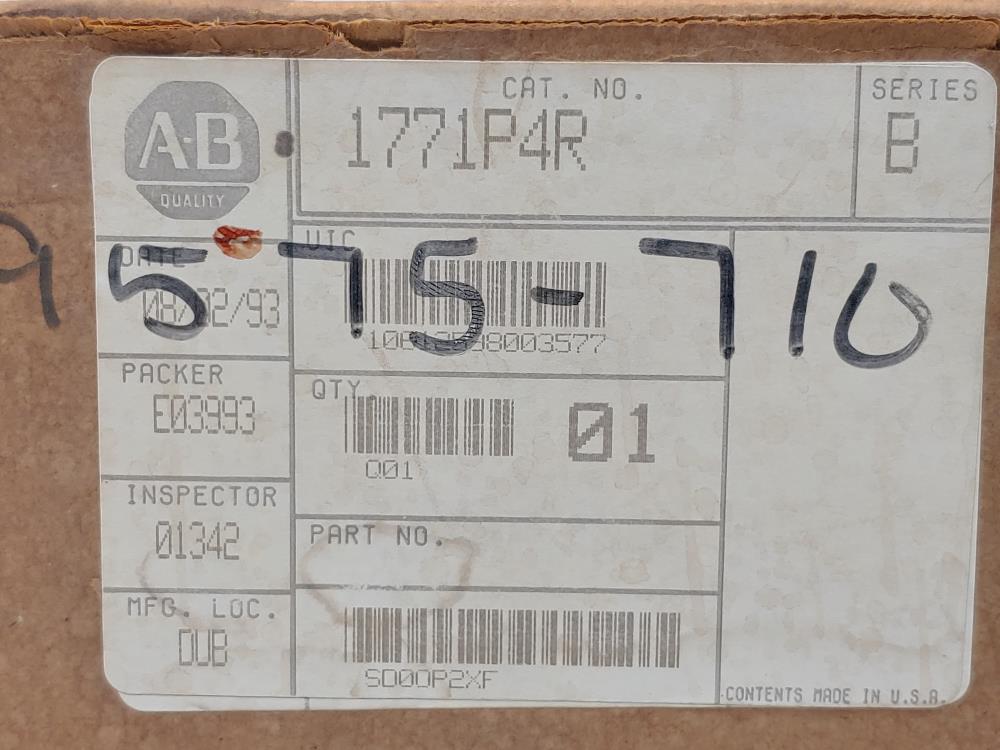 A-B
QUALITY
CAT. NO.
1771P4R
SERIES
B
95-75-710
DATE
UIC
PACKER
E03993
QTY
01
Q01
INSPECTOR
01342
PART NO.
MFG. LOC.
DUB
SD00P2XF
CONTENTS MADE IN U.S.A.